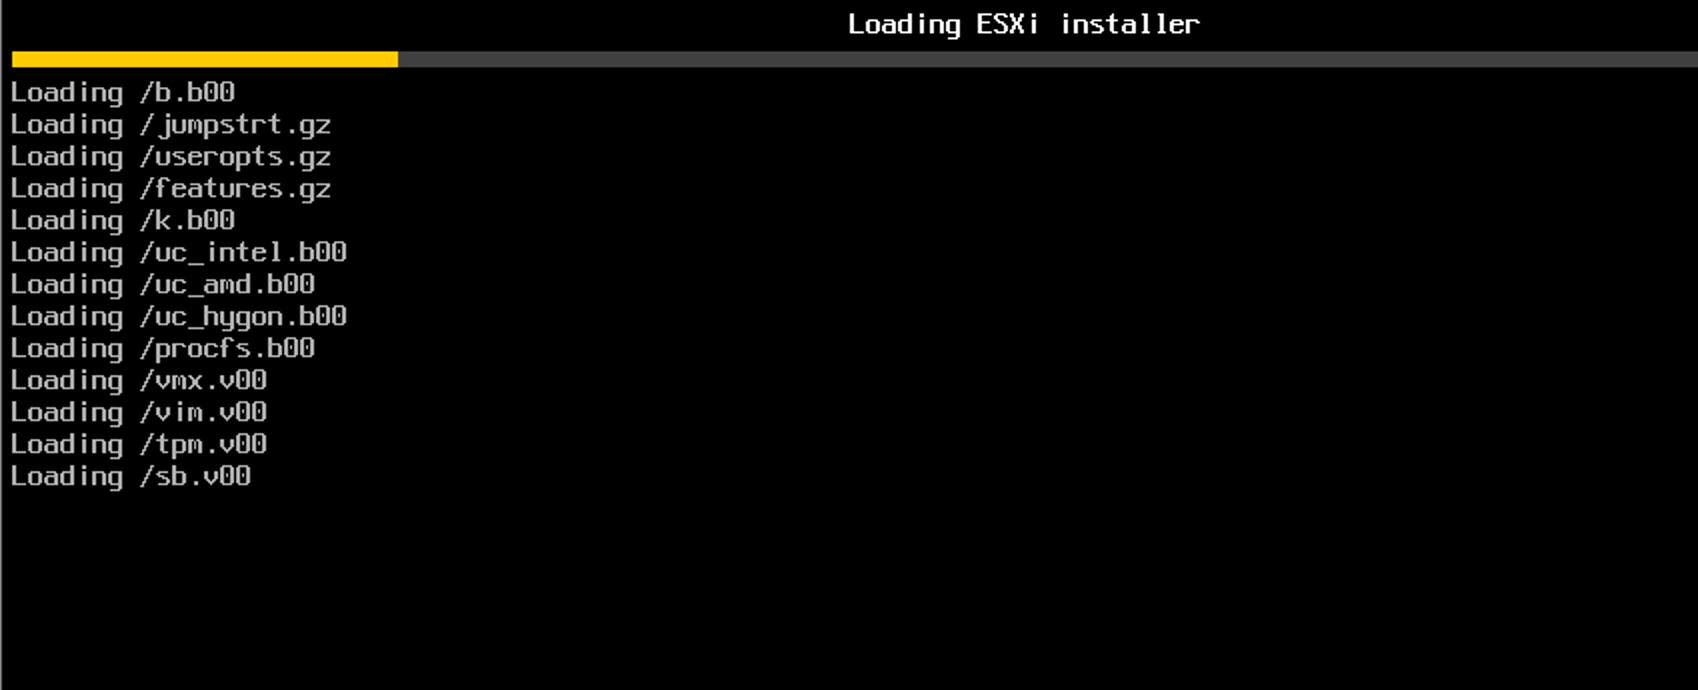 Loading ESXi installer
Loading /b.b00
Loading /jumpstrt.gz
Loading /useropts.gz
Loading /features.gz
Loading /k.b00
Loading /uc_intel.b00
Loading /uc_amd.b00
Loading /uc_hygon.b00
Loading /procfs.b00
Loading /vmx.v00
Loading /vim.v00
Loading /tpm.v00
Loading /sb.v00